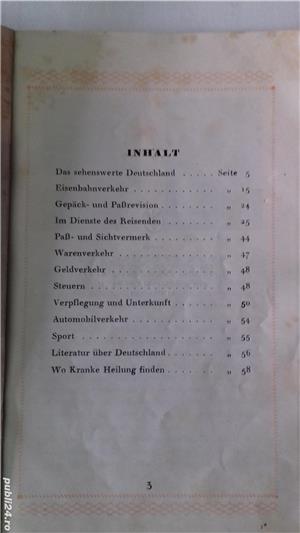 INHALT
Das sehenswerte Deutschland ..... Seite 5
Eisenbahnverkehr .......... „ 15
Gepäck- und Paßrevision ....... „ 24
Im Dienste des Reisenden ....... „ 25
Paß- und Sichtvermerk ........ „ 44
Warenverkehr ............ „ 47
Geldverkehr ............ „ 48
Steuern ............... „ 48
Verpflegung und Unterkunft ...... „ 50
Automobilverkehr .......... „ 54
Sport ................ „ 55
Literatur über Deutschland ...... „ 56
Wo Kranke Heilung finden ....... „ 58
3
1*
publi24.ro